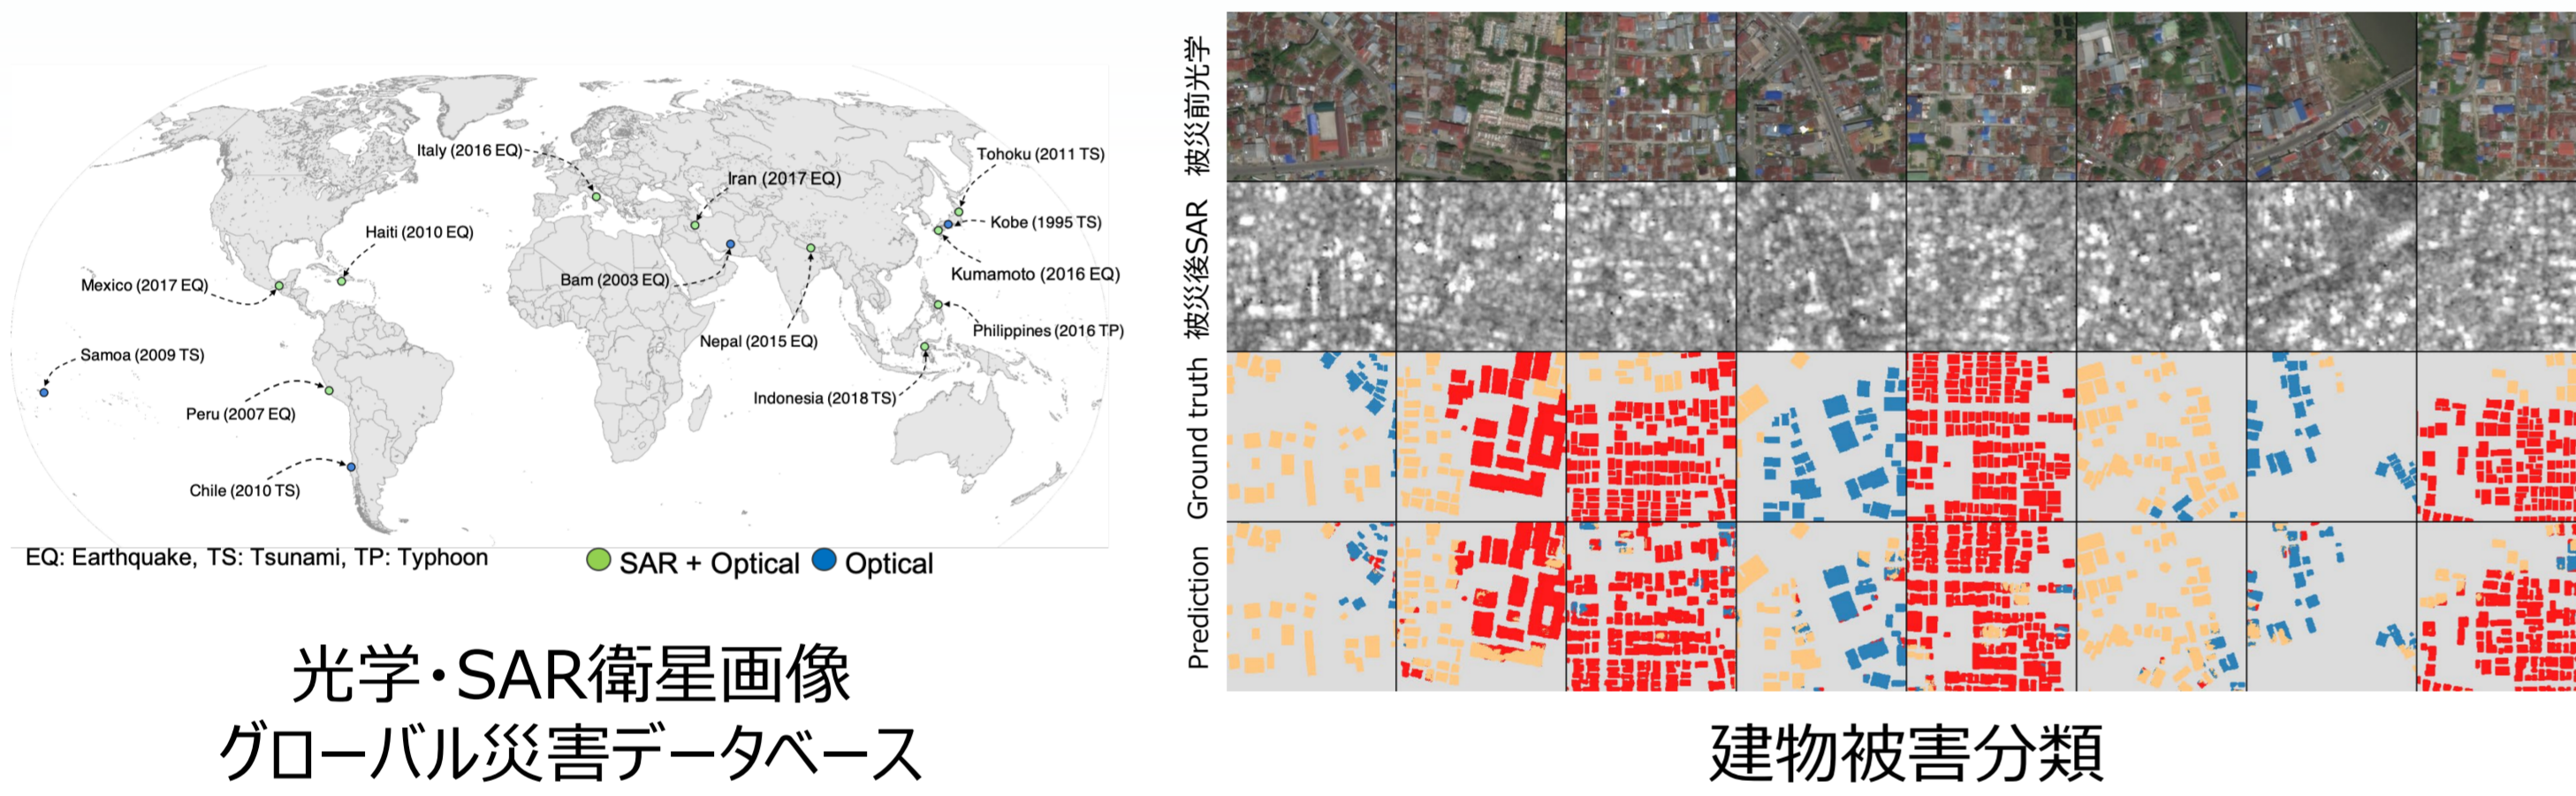 Italy (2016 EQ)
Tohoku (2011 TS)
Iran (2017 EQ)
Kobe (1995 TS)
Haiti (2010 EQ)
Kumamoto (2016 EQ)
Mexico (2017 EQ)
Bam (2003 EQ)
Philippines (2016 TP)
Nepal (2015 EQ)
Samoa (2009 TS)
Indonesia (2018 TS)
Peru (2007 EQ)
Chile (2010 TS)
EQ: Earthquake, TS: Tsunami, TP: Typhoon
SAR + Optical
Optical
光学・SAR衛星画像
グローバル災害データベース
被災前光学
被災後SAR
Ground truth
Prediction
建物被害分類